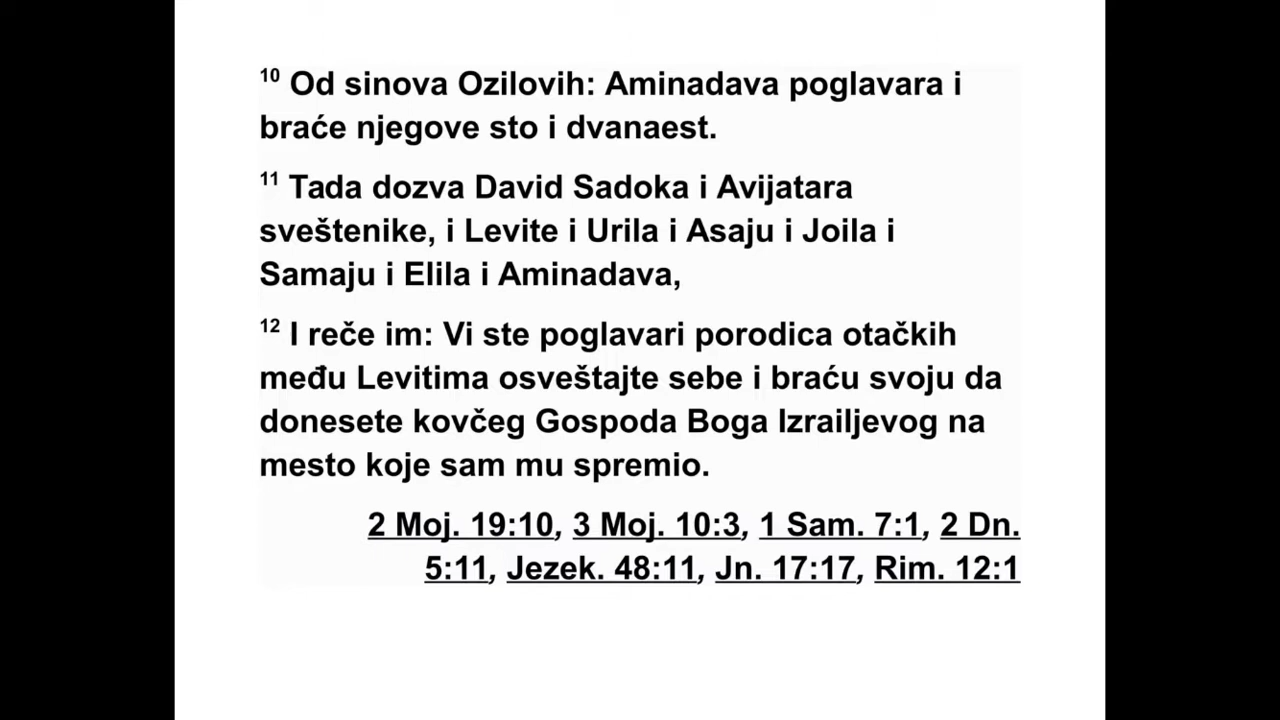 10 Od sinova Ozilovih: Aminadava poglavara i
braće njegove sto i dvanaest.
11 Tada dozva David Sadoka i Avijatara
sveštenike, i Levite i Urila i Asaju i Joila i
Samaju i Elila i Aminadava,
12 I reče im: Vi ste poglavari porodica otačkih
među Levitima osveštajte sebe i braću svoju da
donesete kovčeg Gospoda Boga Izrailjevog na
mesto koje sam mu spremio.
2 Moj. 19:10, 3 Moj. 10:3, 1 Sam. 7:1, 2 Dn.
5:11, Jezek. 48:11, Jn. 17:17, Rim. 12:1